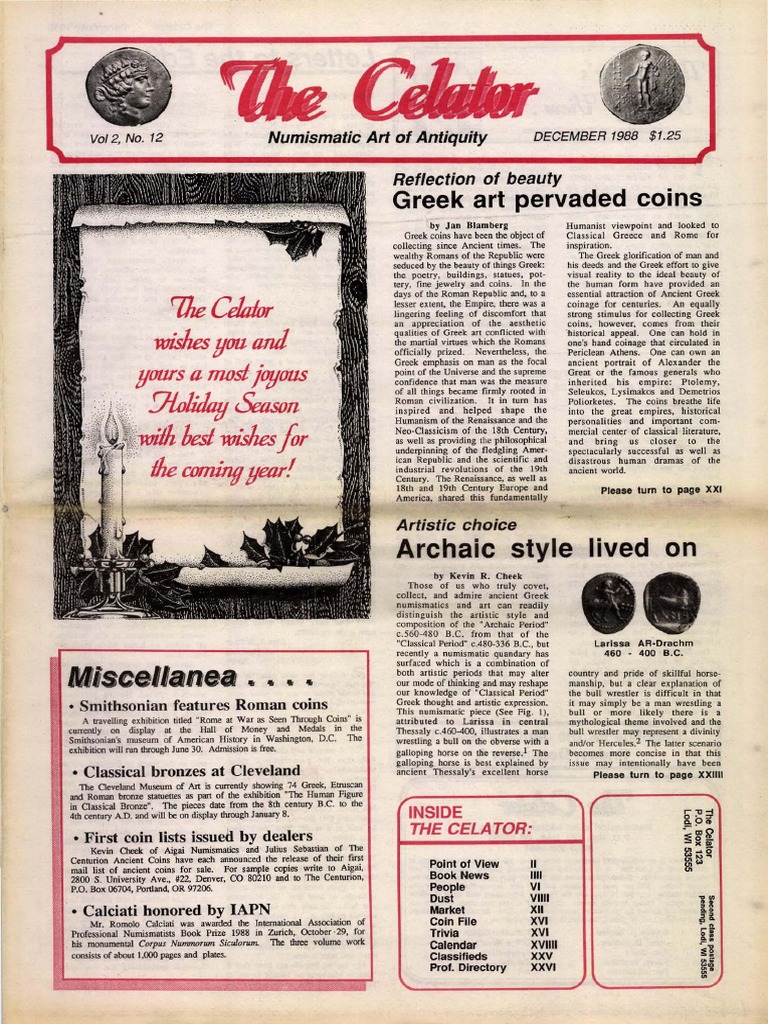 The Celator
Vol 2, No. 12
Numismatic Art of Antiquity
DECEMBER 1988 $1.25
The Celator
wishes you and
yours a most joyous
Holiday Season
with best wishes for
the coming year!
Reflection of beauty
Greek art pervaded coins
by Jan Blamberg
Greek coins have been the object of
collecting since Ancient times. The
wealthy Romans of the Republic were
seduced by the beauty of things Greek:
the poetry, buildings, statues, pot-
tery, fine jewelry and coins. In the
days of the Roman Republic and, to a
lesser extent, the Empire, there was a
lingering feeling of discomfort that
an appreciation of the aesthetic
qualities of Greek art conflicted with
the martial virtues which the Romans
officially prized. Nevertheless, the
Greek emphasis on man as the focal
point of the Universe and the supreme
confidence that man was the measure
of all things became firmly rooted in
Roman civilization. It in turn has
inspired and helped shape the
Humanism of the Renaissance and the
Neo-Classicism of the 18th Century,
as well as providing the philosophical
underpinning of the fledgling Amer-
ican Republic and the scientific and
industrial revolutions of the 19th
Century. The Renaissance, as well as
18th and 19th Century Europe and
America, shared this fundamentally
Humanist viewpoint and looked to
Classical Greece and Rome for
inspiration.
The Greek glorification of man and
his deeds and the Greek effort to give
visual reality to the ideal beauty of
the human form have provided an
essential attraction of Ancient Greek
coinage for centuries. An equally
strong stimulus for collecting Greek
coins, however, comes from their
historical appeal. One can hold in
one's hand coinage that circulated in
Periclean Athens. One can own an
ancient portrait of Alexander the
Great or the famous generals who
inherited his empire: Ptolemy,
Seleukos, Lysimakos and Demetrios
Poliorketes. The coins breathe life
into the great empires, historical
personalities and important com-
mercial center of classical literature,
and bring us closer to the
spectacularly successful as well as
disastrous human dramas of the
ancient world.
Please turn to page XXI
Artistic choice
Archaic style lived on
by Kevin R. Cheek
Those of us who truly covet,
collect, and admire ancient Greek
numismatics and art can readily
distinguish the artistic style and
composition of the "Archaic Period"
c.560-480 B.C. from that of the
"Classical Period" c.480-336 B.C., but
recently a numismatic quandary has
surfaced which is a combination of
both artistic periods that may alter
our mode of thinking and may reshape
our knowledge of "Classical Period"
Greek thought and artistic expression.
This numismatic piece (See Fig. 1),
attributed to Larissa in central
Thessaly c.460-400, illustrates a man
wrestling a bull on the obverse with a
galloping horse on the reverse.1 The
galloping horse is best explained by
ancient Thessaly's excellent horse
Larissa AR-Drachm
460 - 400 B.C.
country and pride of skillful horse-
manship, but a clear explanation of
the bull wrestler is difficult in that
it may simply be a man wrestling a
bull or more likely there is a
mythological theme involved and the
bull wrestler may represent a divinity
and/or Hercules.2 The latter scenario
becomes more concise in that this
issue may intentionally have been
Please turn to page XXIIII
Miscellanea . . . .
• Smithsonian features Roman coins
A travelling exhibition titled "Rome at War as Seen Through Coins" is
currently on display at the Hall of Money and Medals in the
Smithsonian's museum of American History in Washington, D.C. The
exhibition will run through June 30. Admission is free.
• Classical bronzes at Cleveland
The Cleveland Museum of Art is currently showing 74 Greek, Etruscan
and Roman bronze statuettes as part of the exhibition "The Human Figure
in Classical Bronze". The pieces date from the 8th century B.C. to the
4th century A.D. and will be on display through January 8.
• First coin lists issued by dealers
Kevin Cheek of Aigai Numismatics and Julius Sebastian of The
Centurion Ancient Coins have each announced the release of their first
mail list of ancient coins for sale. For sample copies write to Aigai,
2800 S. University Ave., #22, Denver, CO 80210 and to The Centurion,
P.O. Box 06704, Portland, OR 97206.
• Calciati honored by IAPN
Mr. Romolo Calciati was awarded the International Association of
Professional Numismatists Book Prize 1988 in Zurich, October 29, for
his monumental Corpus Nummorum Siculorum. The three volume work
consists of about 1,000 pages and plates.
INSIDE
THE CELATOR:
Point of View II
Book News IIII
People VI
Dust VIIII
Market XII
Coin File XVI
Trivia XVI
Calendar XVIIII
Classifieds XXV
Prof. Directory XXVI
The Celator
P.O. Box 123
Lodi, WI 53555
Second class postage
pending, Lodi, WI 53555